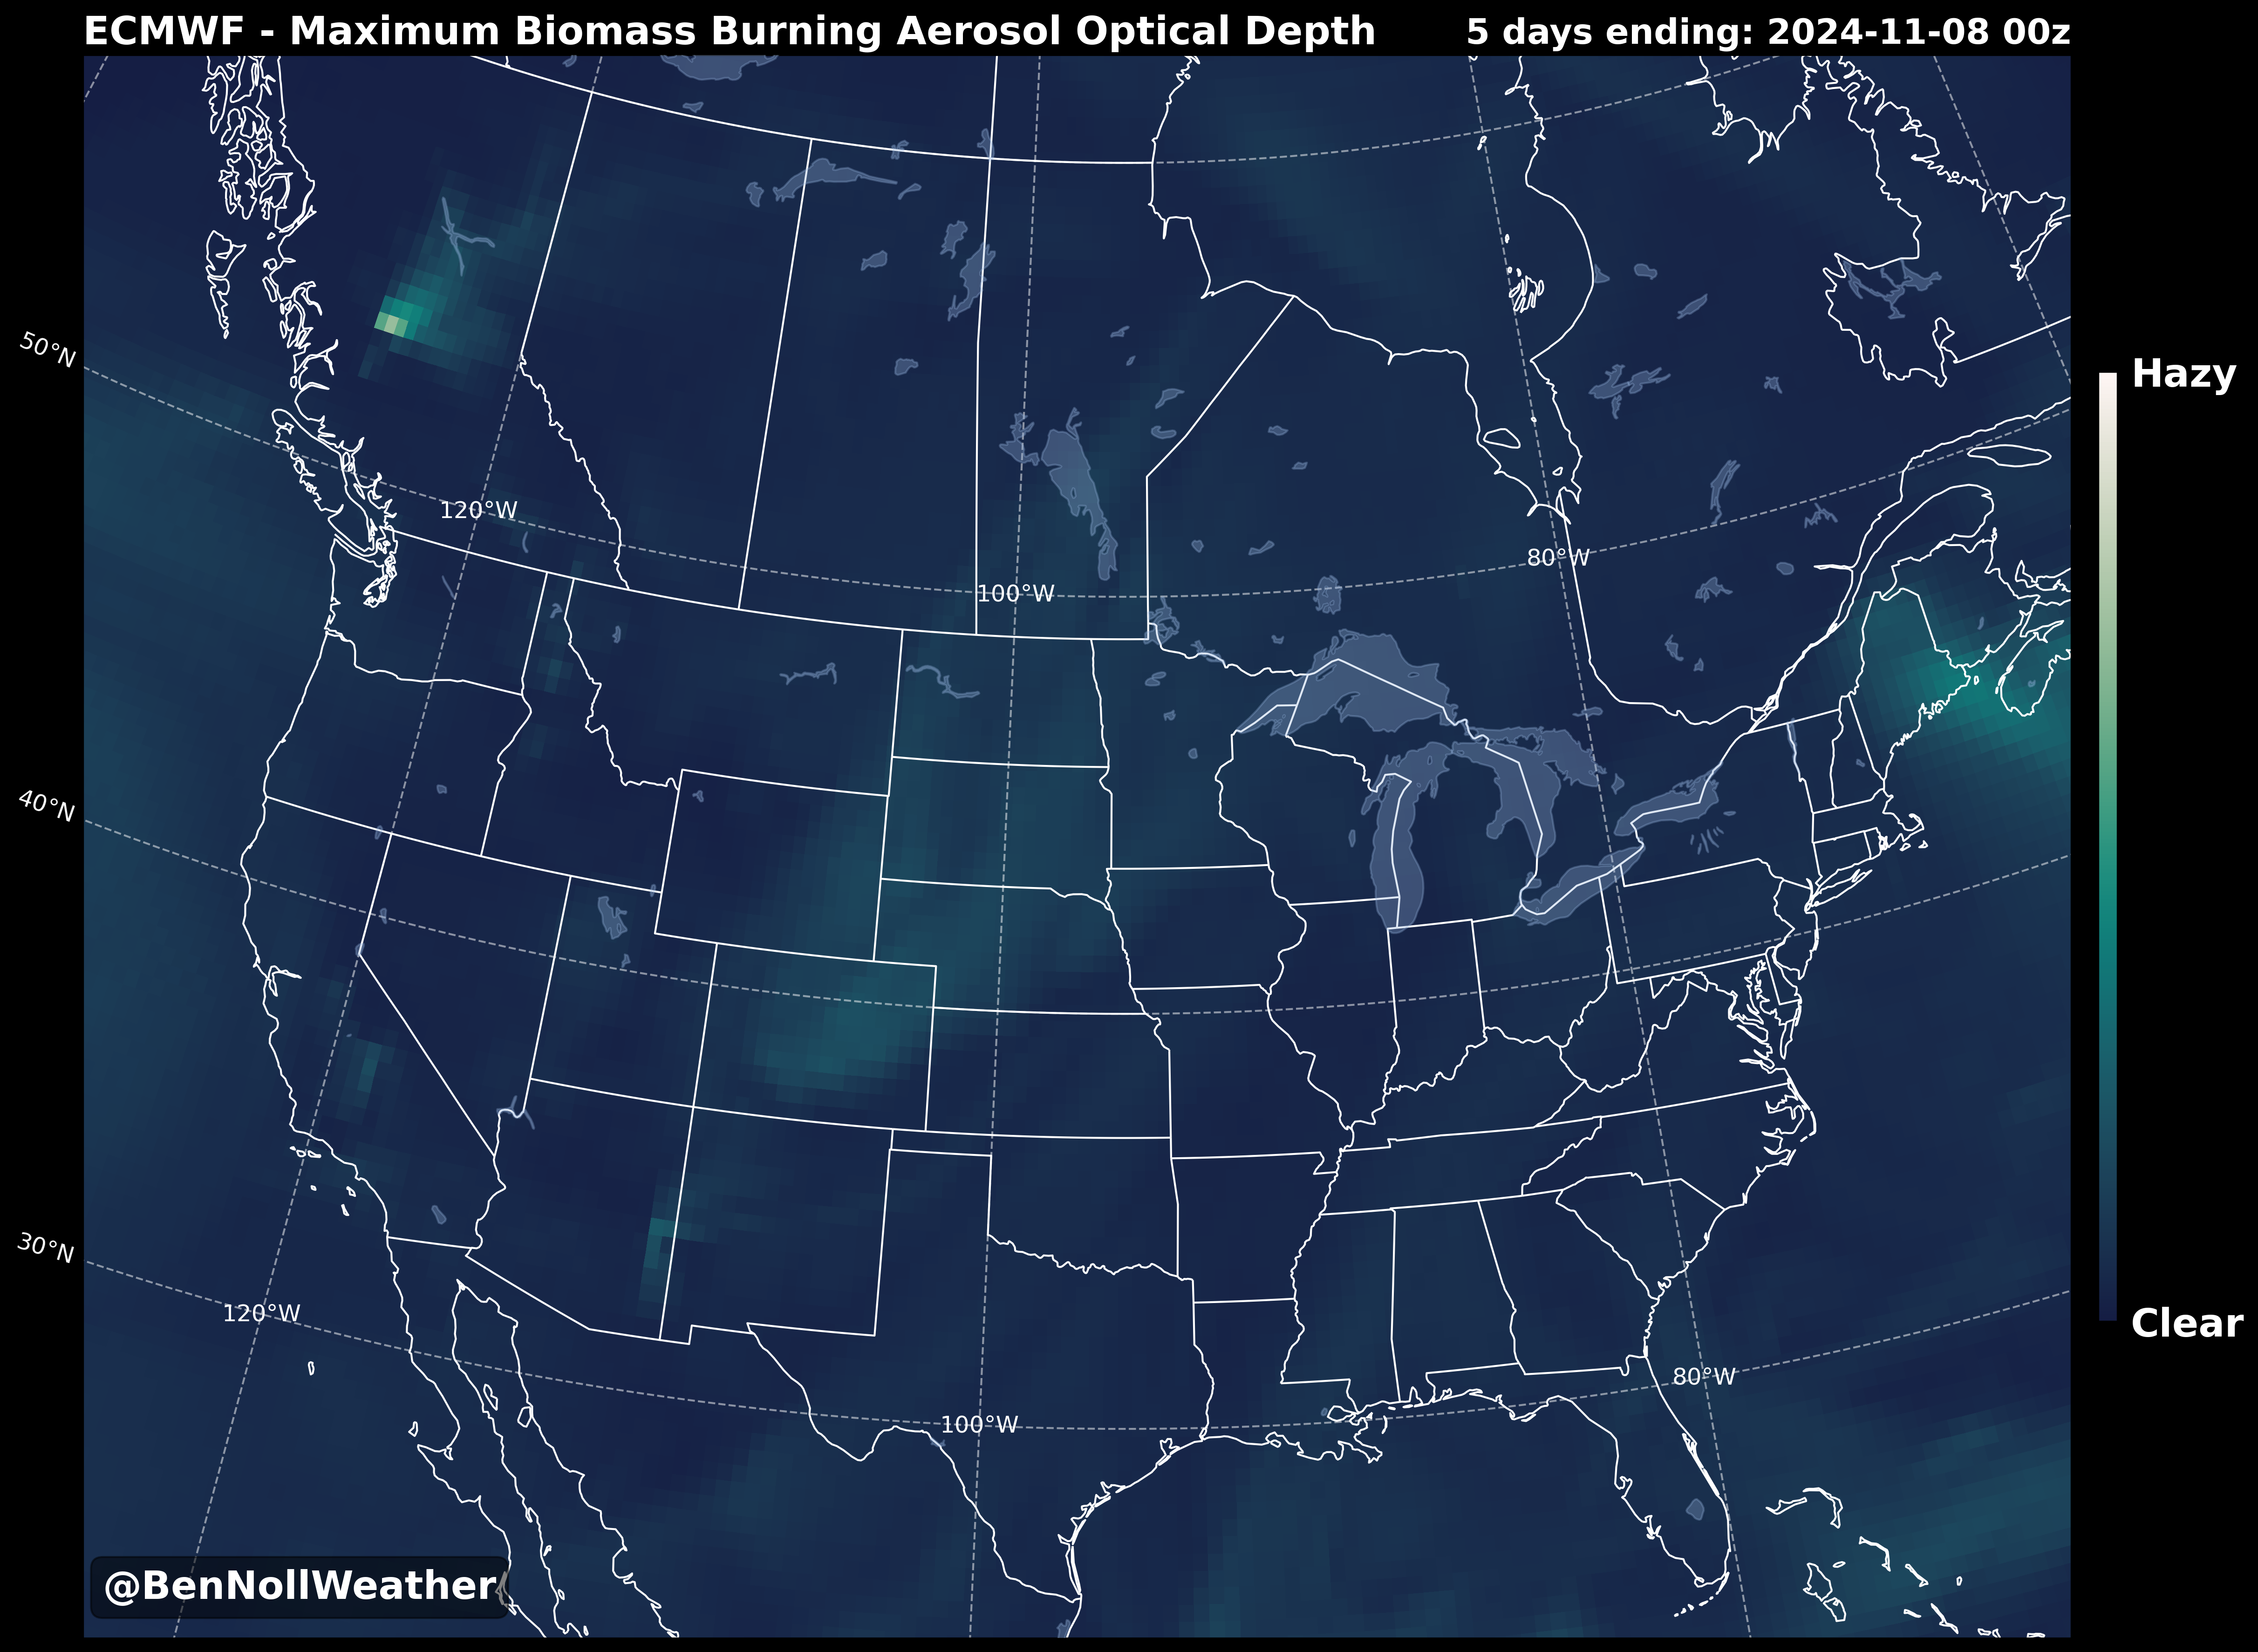 ECMWF - Maximum Biomass Burning Aerosol Optical Depth
5 days ending: 2024-11-08 00z
50°N
Hazy
120°W
80°W
100°W
40°N
30°N
120°W
Clear
80°W
100°W
@BenNollWeather